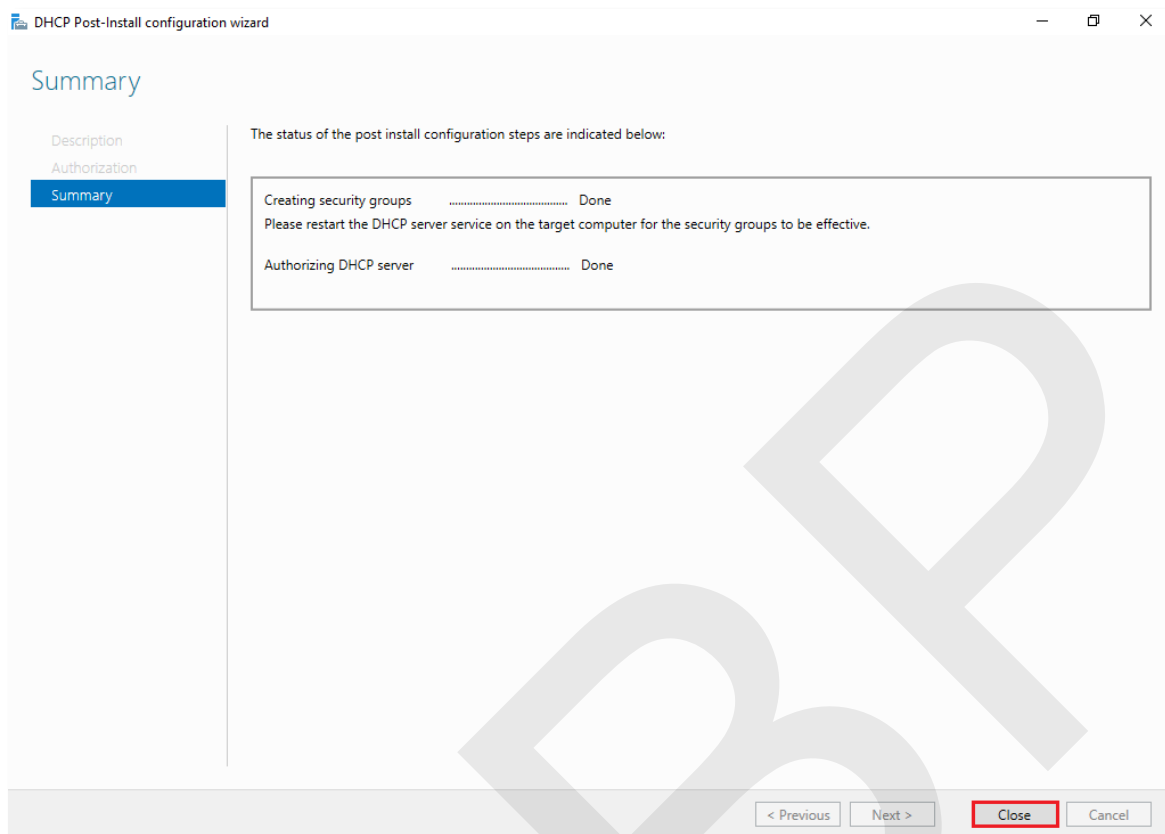 DHCP Post-Install configuration wizard
Summary
Description
Authorization
Summary
The status of the post install configuration steps are indicated below:
Creating security groups ........................................ Done
Please restart the DHCP server service on the target computer for the security groups to be effective.
Authorizing DHCP server ........................................ Done
BP
< Previous Next > Close Cancel